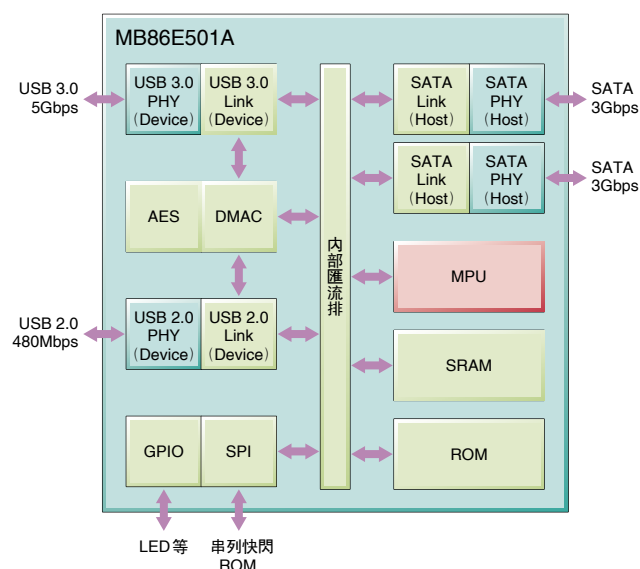 MB86E501A
USB 3.0
5Gbps
USB 3.0
PHY
(Device)
USB 3.0
Link
(Device)
SATA
Link
(Host)
SATA
PHY
(Host)
SATA
3Gbps
SATA
Link
(Host)
SATA
PHY
(Host)
SATA
3Gbps
AES
DMAC
內部匯流排
MPU
USB 2.0
480Mbps
USB 2.0
PHY
(Device)
USB 2.0
Link
(Device)
SRAM
GPIO
SPI
ROM
LED等
串列快閃
ROM